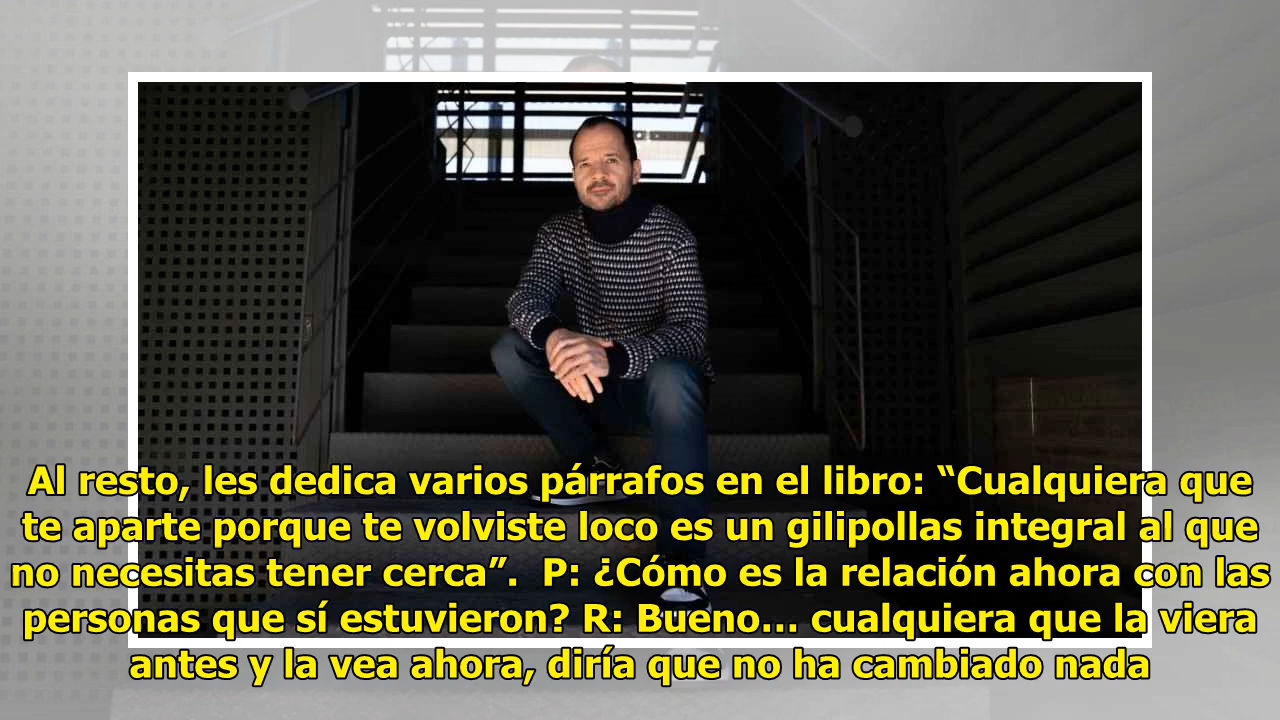 Al resto, les dedica varios párrafos en el libro: “Cualquiera que
te aparte porque te volviste loco es un gilipollas integral al que
no necesitas tener cerca”.  P: ¿Cómo es la relación ahora con las
personas que sí estuvieron? R: Bueno... cualquiera que la viera
antes y la vea ahora, diría que no ha cambiado nada